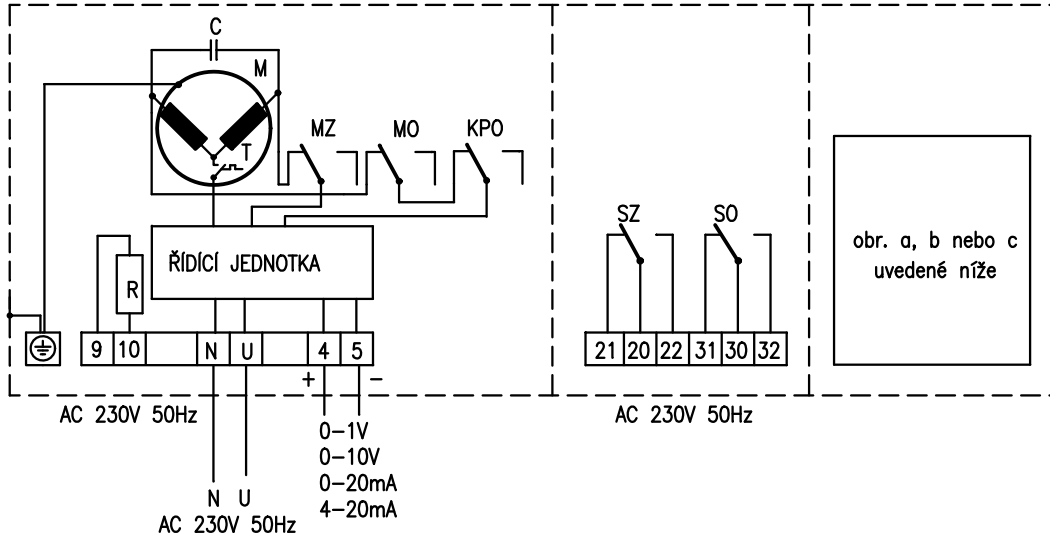 C
M
T
MZ
MO
KPO
ŘÍDÍCÍ JEDNOTKA
R
9 10 N U 4 5
+ −
AC 230V 50Hz
0−1V
0−10V
0−20mA
4−20mA
N U
AC 230V 50Hz
SZ
SO
21 20 22 31 30 32
AC 230V 50Hz
obr. a, b nebo c
uvedené níže